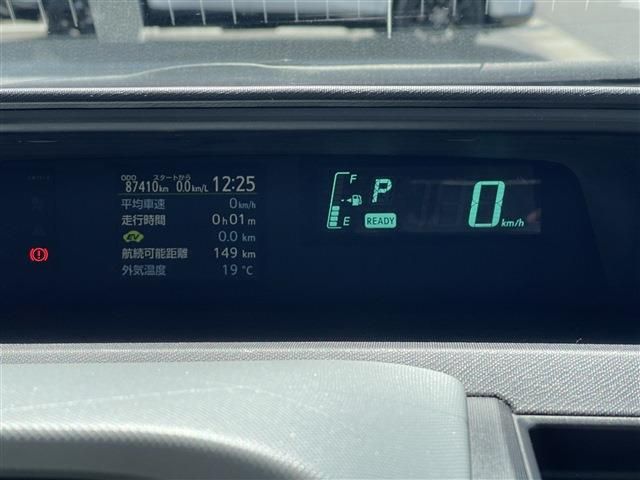 ODO スタートから
87410km 0.0km/L 12:25
平均車速 0km/h
走行時間 0h01m
EV 0.0 km
航続可能距離 149 km
外気温度 19 ℃
F
P
E READY
0 km/h